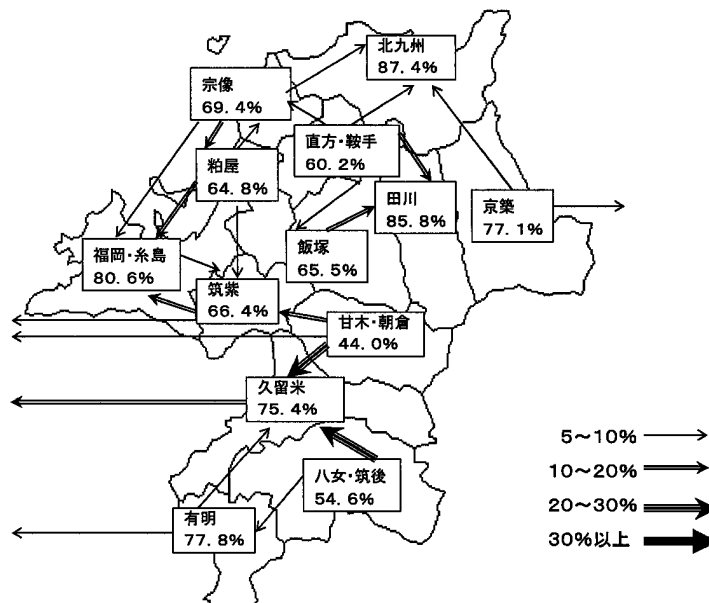 北九州
87.4%
宗像
69.4%
直方・鞍手
60.2%
粕屋
64.8%
田川
85.8%
京築
77.1%
福岡・糸島
80.6%
飯塚
65.5%
筑紫
66.4%
甘木・朝倉
44.0%
久留米
75.4%
八女・筑後
54.6%
有明
77.8%
5～10%
10～20%
20～30%
30%以上